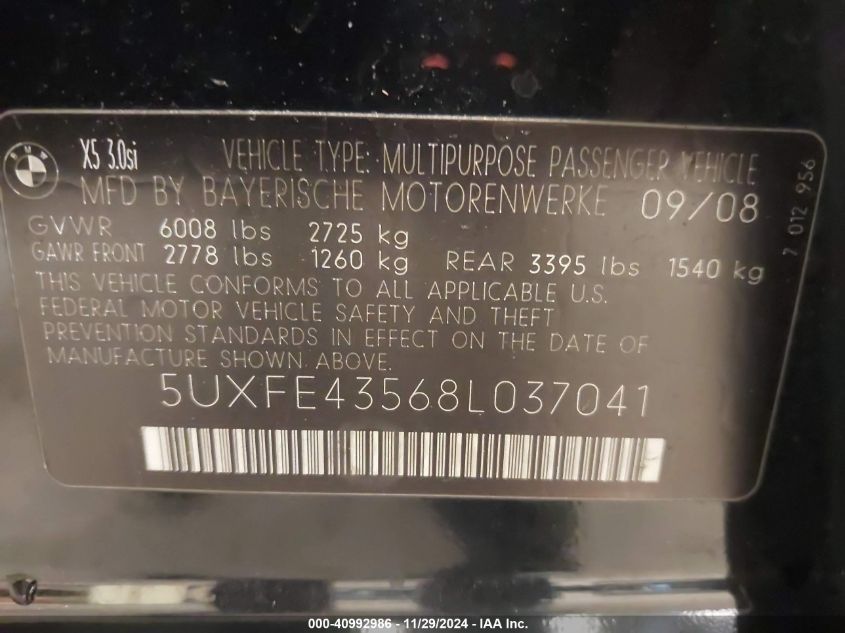 BMW
X5 3.0si VEHICLE TYPE: MULTIPURPOSE PASSENGER VEHICLE
MFD BY BAYERISCHE MOTORENWERKE 09/08
GVWR 6008 lbs 2725 kg
GAWR FRONT 2778 lbs 1260 kg REAR 3395 lbs 1540 kg
THIS VEHICLE CONFORMS TO ALL APPLICABLE U.S.
FEDERAL MOTOR VEHICLE SAFETY AND THEFT
PREVENTION STANDARDS IN EFFECT ON THE DATE OF
MANUFACTURE SHOWN ABOVE.
5UXFE43568L037041
7 012 956
000-40992986 - 11/29/2024 - IAA Inc.